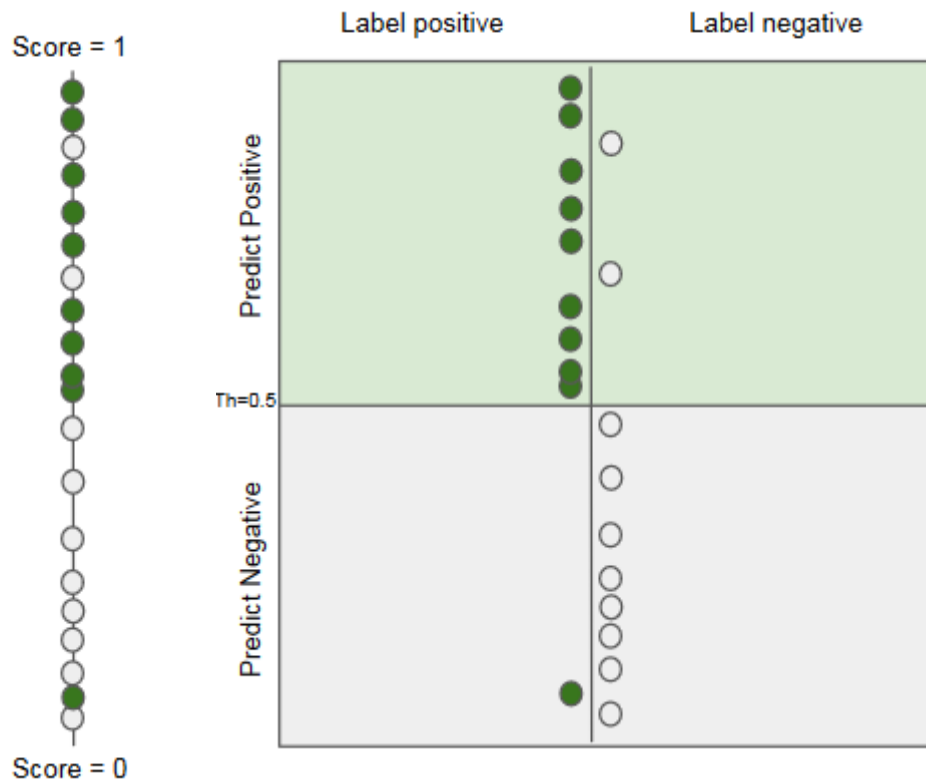 Label positive
Label negative
Score = 1
Predict Positive
Th=0.5
Predict Negative
Score = 0